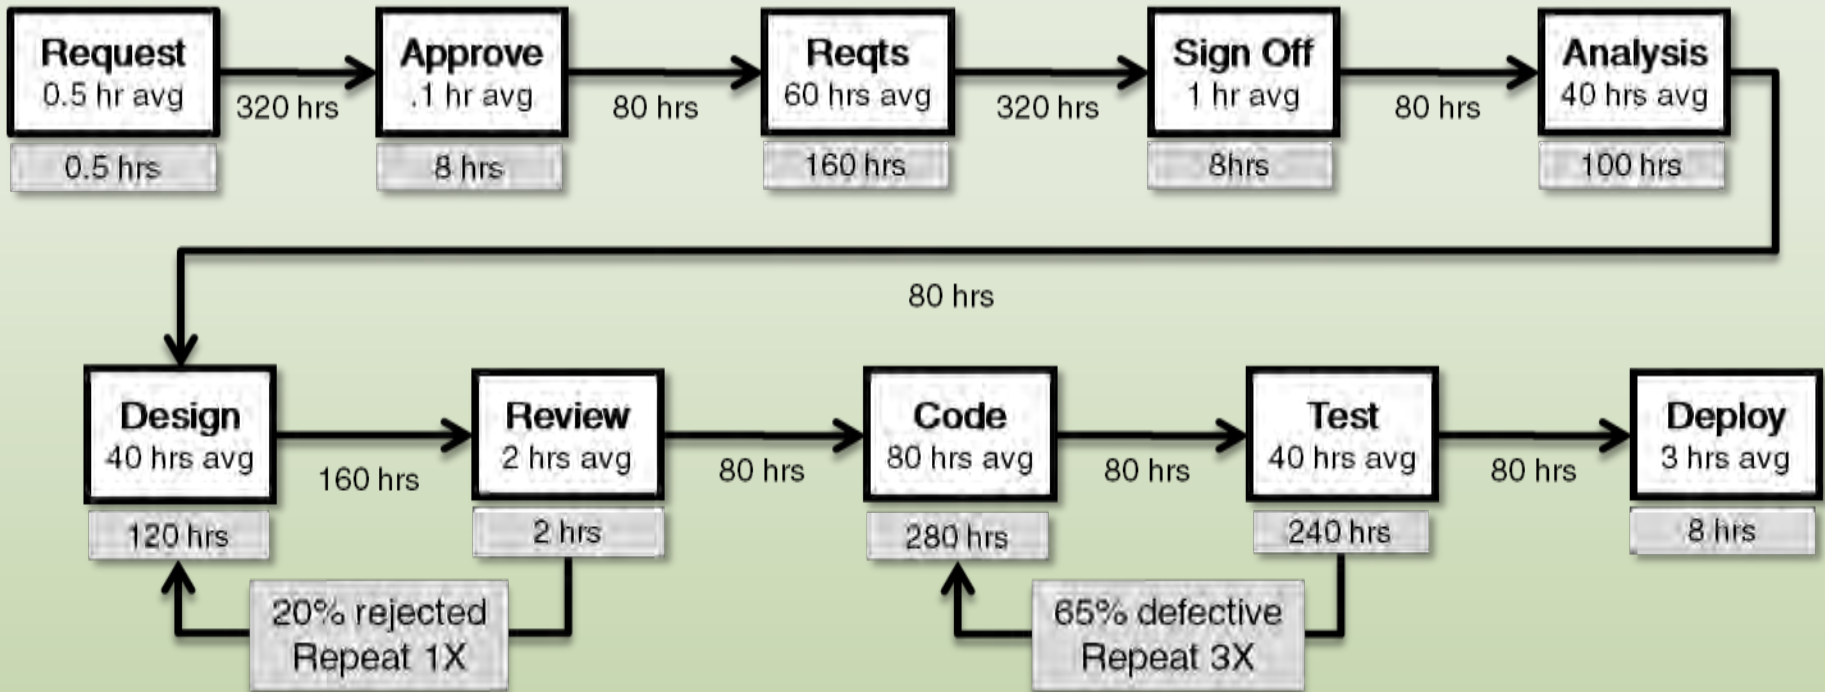 Request
0.5 hr avg
0.5 hrs
320 hrs
Approve
.1 hr avg
8 hrs
80 hrs
Reqts
60 hrs avg
160 hrs
320 hrs
Sign Off
1 hr avg
8hrs
80 hrs
Analysis
40 hrs avg
100 hrs
80 hrs
Design
40 hrs avg
120 hrs
160 hrs
Review
2 hrs avg
2 hrs
20% rejected
Repeat 1X
80 hrs
Code
80 hrs avg
280 hrs
80 hrs
Test
40 hrs avg
240 hrs
65% defective
Repeat 3X
80 hrs
Deploy
3 hrs avg
8 hrs